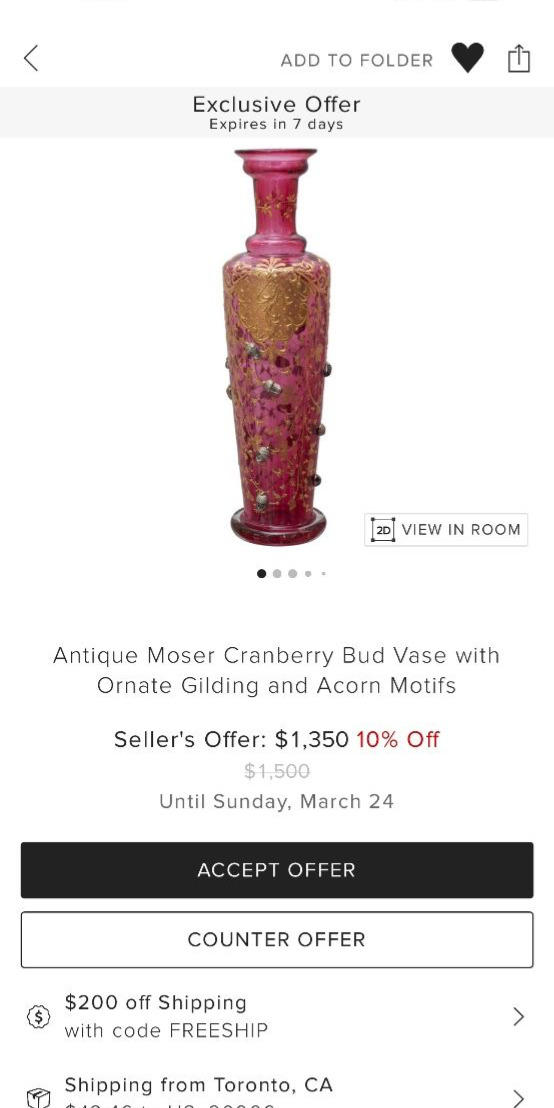 ADD TO FOLDER
Exclusive Offer
Expires in 7 days
2D VIEW IN ROOM
Antique Moser Cranberry Bud Vase with
Ornate Gilding and Acorn Motifs
Seller's Offer: $1,350 10% Off
$1,500
Until Sunday, March 24
ACCEPT OFFER
COUNTER OFFER
$200 off Shipping
with code FREESHIP
Shipping from Toronto, CA